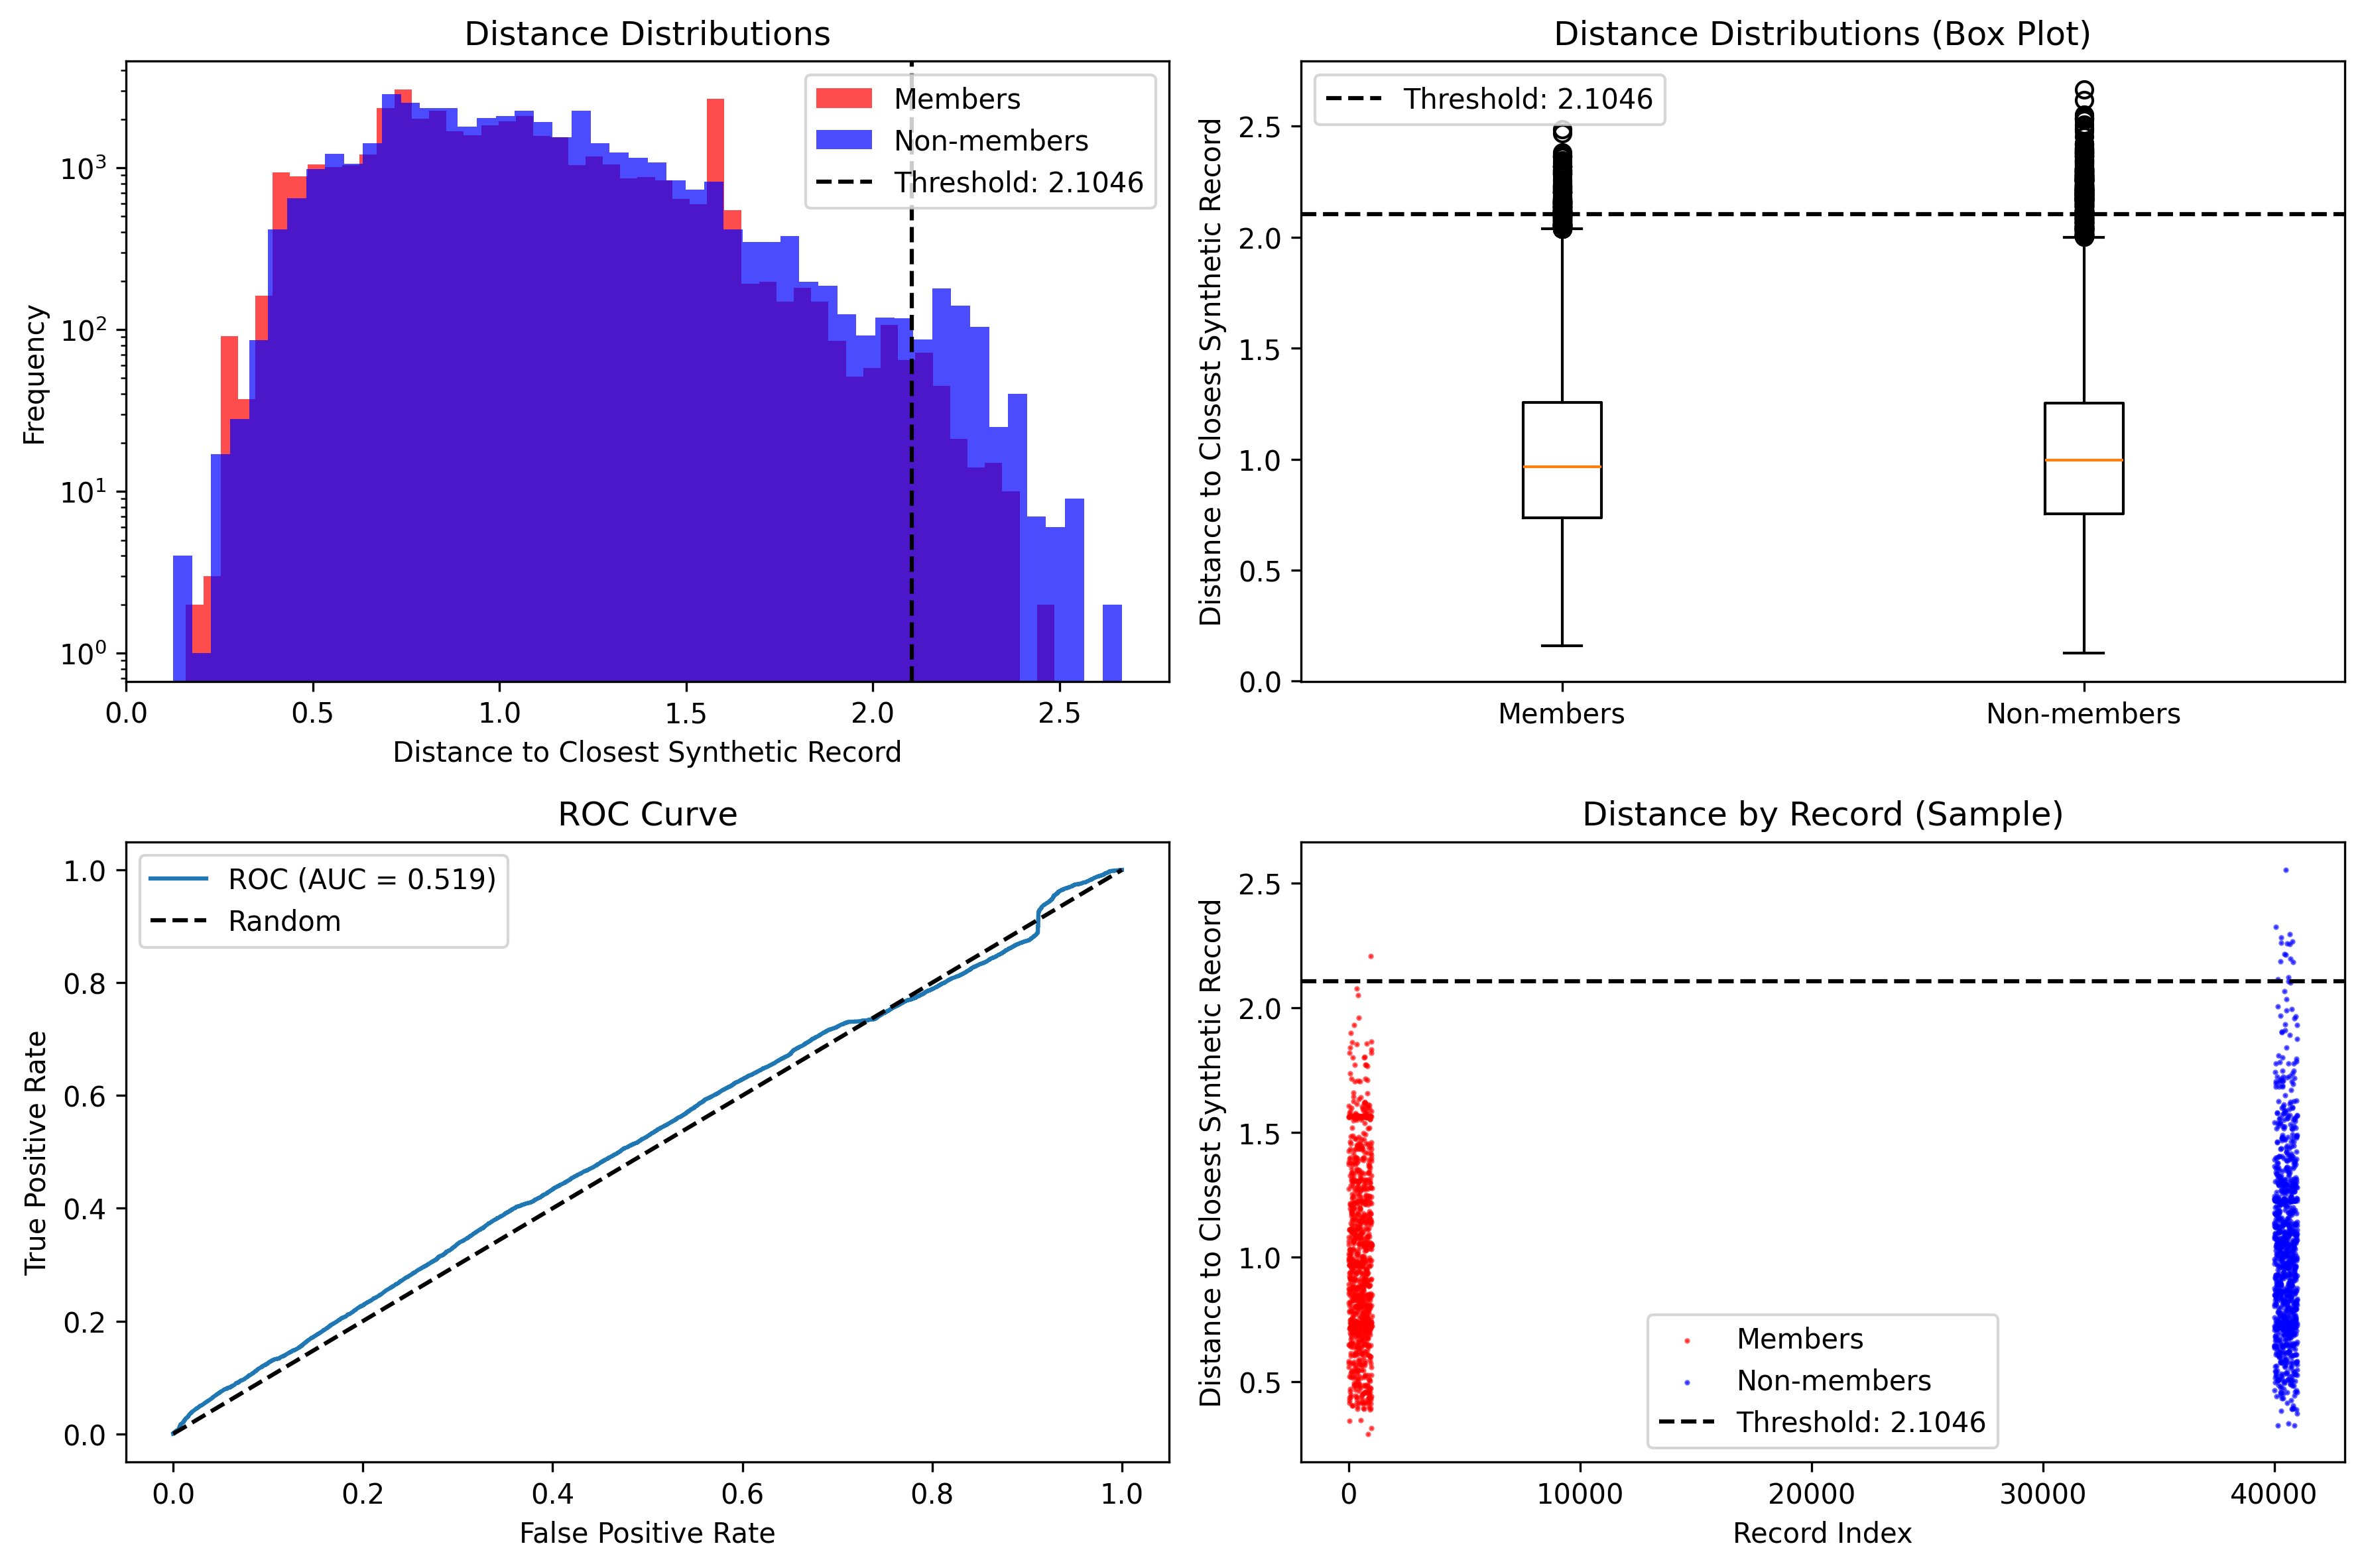 Distance Distributions
Frequency
10³
10²
10¹
10⁰
Members
Non-members
Threshold: 2.1046
0.0 0.5 1.0 1.5 2.0 2.5
Distance to Closest Synthetic Record
Distance Distributions (Box Plot)
Distance to Closest Synthetic Record
Threshold: 2.1046
2.5
2.0
1.5
1.0
0.5
0.0
Members Non-members
ROC Curve
True Positive Rate
ROC (AUC = 0.519)
Random
1.0
0.8
0.6
0.4
0.2
0.0
0.0 0.2 0.4 0.6 0.8 1.0
False Positive Rate
Distance by Record (Sample)
Distance to Closest Synthetic Record
2.5
2.0
1.5
1.0
0.5
Members
Non-members
Threshold: 2.1046
0 10000 20000 30000 40000
Record Index